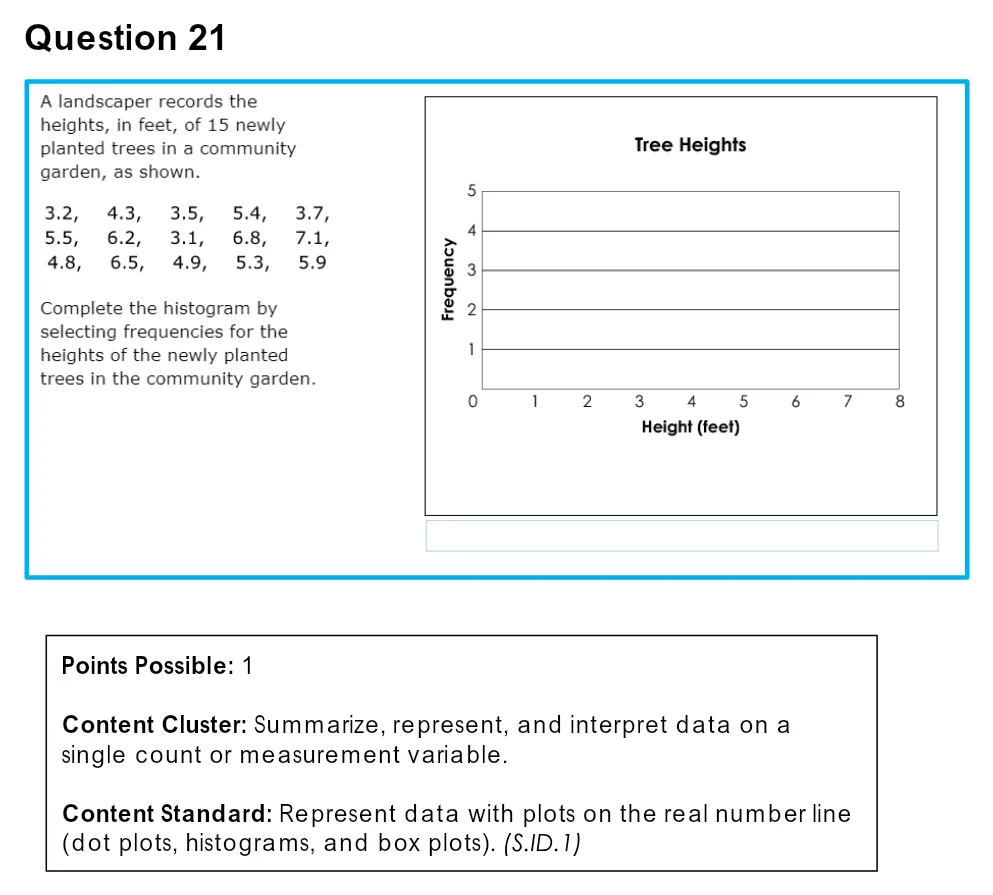 Question 21
A landscaper records the
heights, in feet, of 15 newly
planted trees in a community
garden, as shown.
3.2, 4.3, 3.5, 5.4, 3.7,
5.5, 6.2, 3.1, 6.8, 7.1,
4.8, 6.5, 4.9, 5.3, 5.9
Complete the histogram by
selecting frequencies for the
heights of the newly planted
trees in the community garden.
Tree Heights
Frequency
5
4
3
2
1
0 1 2 3 4 5 6 7 8
Height (feet)
Points Possible: 1
Content Cluster: Summarize, represent, and interpret data on a
single count or measurement variable.
Content Standard: Represent data with plots on the real number line
(dot plots, histograms, and box plots). (S.ID.1)